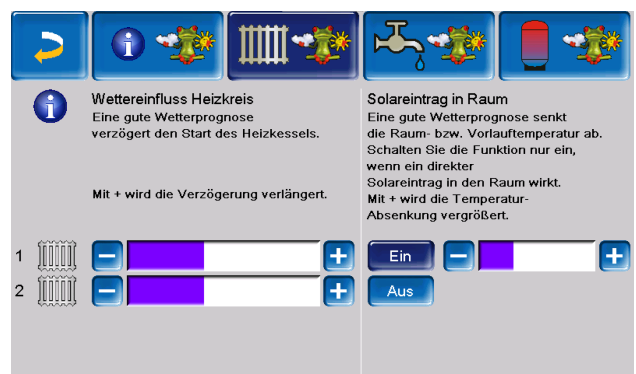 Wettereinfluss Heizkreis
Eine gute Wetterprognose
verzögert den Start des Heizkessels.
Mit + wird die Verzögerung verlängert.
Solareintrag in Raum
Eine gute Wetterprognose senkt
die Raum- bzw. Vorlauftemperatur ab.
Schalten Sie die Funktion nur ein,
wenn ein direkter
Solareintrag in den Raum wirkt.
Mit + wird die Temperatur-
Absenkung vergrößert.
1 − + Ein − +
2 − + Aus